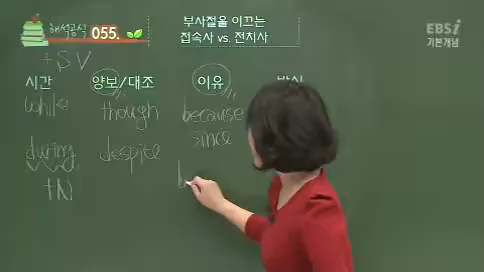 해석공식 055.
부사절을 이끄는
접속사 vs. 전치사
EBSi
기본개념
+SV
시간 양보/대조 이유
while though because
since
during despite b
+N